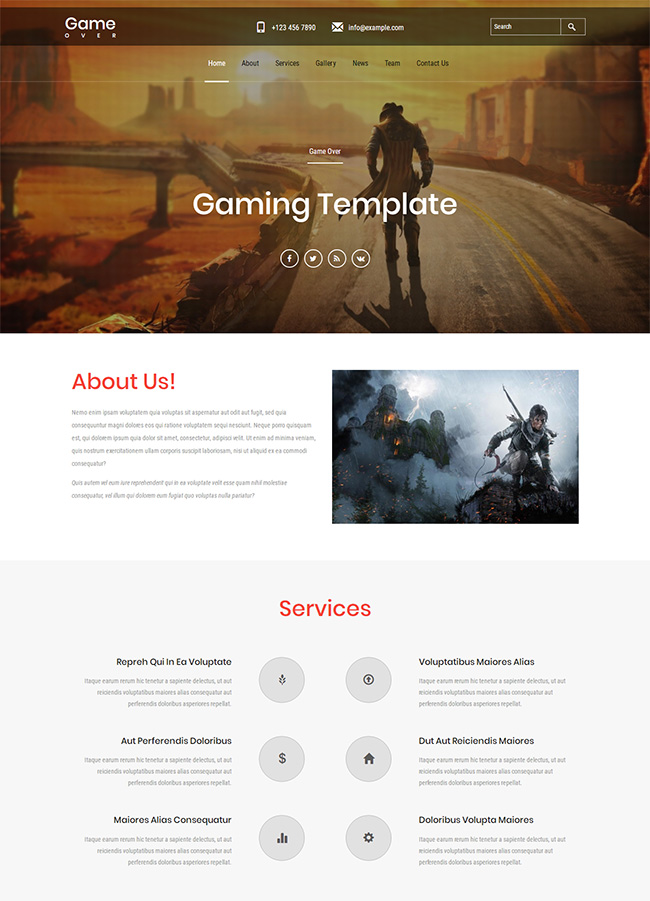 Game
OVER
+123 456 7890
info@example.com
Search
Home About Services Gallery News Team Contact Us
Game Over
Gaming Template
About Us!
Nemo enim ipsam voluptatem quia voluptas sit aspernatur aut odit aut fugit, sed quia
consequuntur magni dolores eos qui ratione voluptatem sequi nesciunt. Neque porro quisquam
est, qui dolorem ipsum quia dolor sit amet, consectetur, adipisci velit. Ut enim ad minima veniam,
quis nostrum exercitationem ullam corporis suscipit laboriosam, nisi ut aliquid ex ea commodi
consequatur?
Quis autem vel eum iure reprehenderit qui in ea voluptate velit esse quam nihil molestiae
consequatur, vel illum qui dolorem eum fugiat quo voluptas nulla pariatur?
Services
Repreh Qui In Ea Voluptate
Itaque earum rerum hic tenetur a sapiente delectus, ut aut
reiciendis voluptatibus maiores alias consequatur aut
perferendis doloribus asperiores repellat.
Voluptatibus Maiores Alias
Itaque earum rerum hic tenetur a sapiente delectus, ut aut
reiciendis voluptatibus maiores alias consequatur aut
perferendis doloribus asperiores repellat.
Aut Perferendis Doloribus
Itaque earum rerum hic tenetur a sapiente delectus, ut aut
reiciendis voluptatibus maiores alias consequatur aut
perferendis doloribus asperiores repellat.
$
Dut Aut Reiciendis Maiores
Itaque earum rerum hic tenetur a sapiente delectus, ut aut
reiciendis voluptatibus maiores alias consequatur aut
perferendis doloribus asperiores repellat.
Maiores Alias Consequatur
Itaque earum rerum hic tenetur a sapiente delectus, ut aut
reiciendis voluptatibus maiores alias consequatur aut
perferendis doloribus asperiores repellat.
Doloribus Volupta Maiores
Itaque earum rerum hic tenetur a sapiente delectus, ut aut
reiciendis voluptatibus maiores alias consequatur aut
perferendis doloribus asperiores repellat.